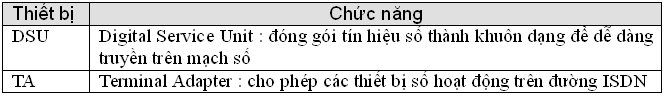 Thiết bị Chức năng
DSU Digital Service Unit : đóng gói tín hiệu số thành khuôn dạng để dễ dàng
truyền trên mạch số
TA Terminal Adapter : cho phép các thiết bị số hoạt động trên đường ISDN